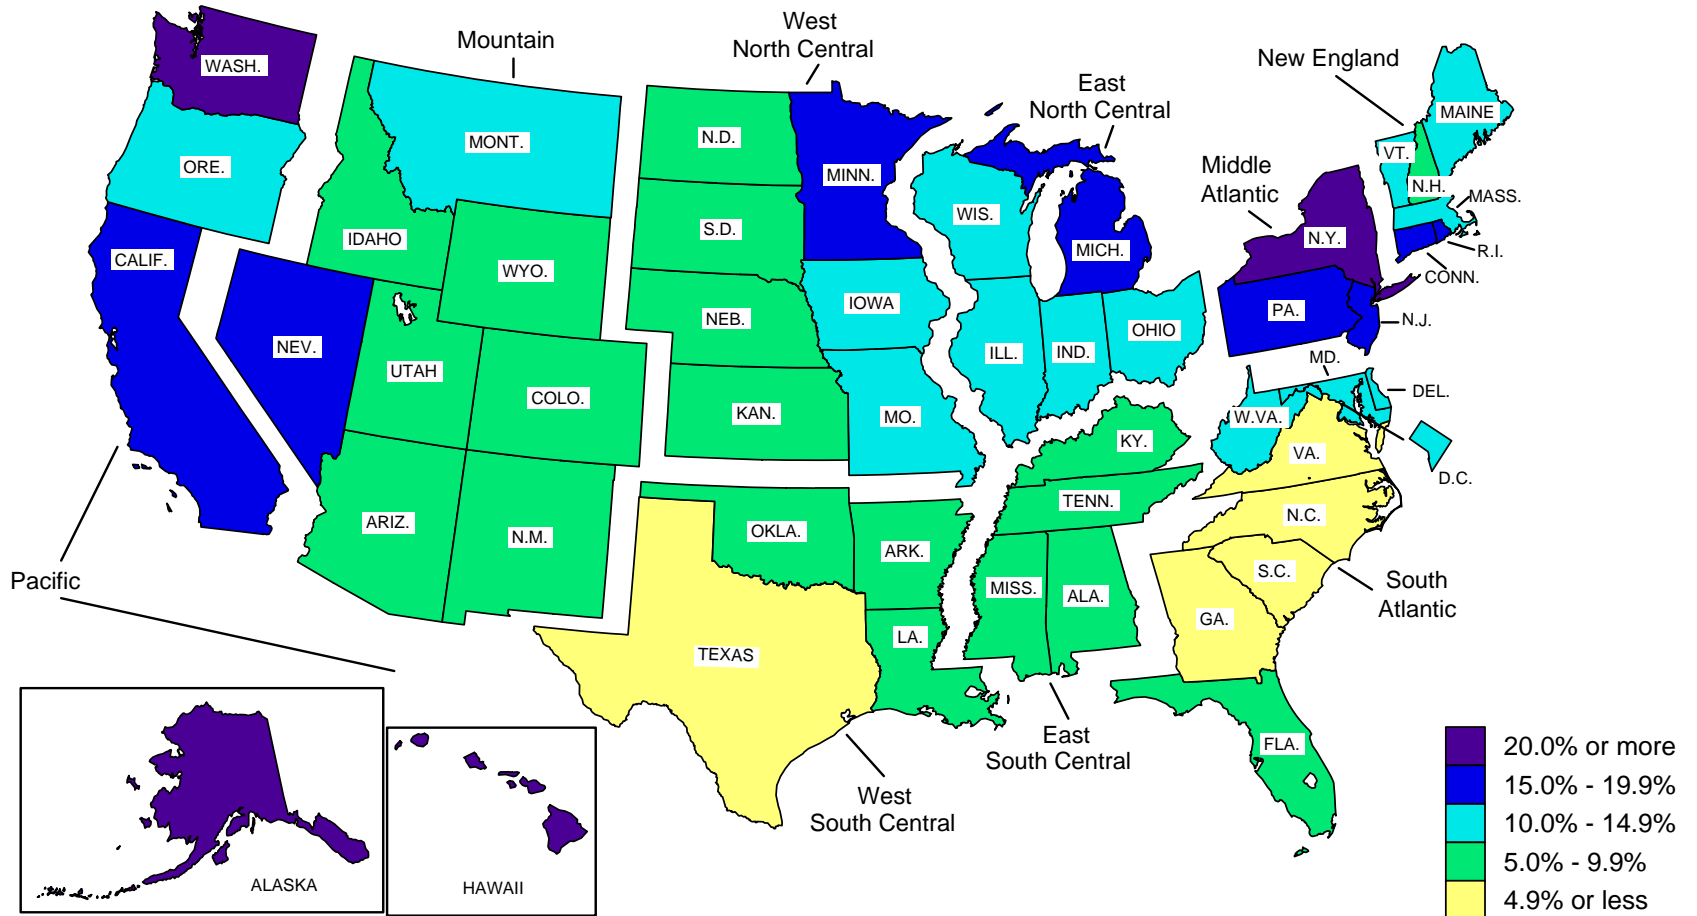 West
North Central
Mountain
New England
East
North Central
WASH.
MAINE
N.D.
MONT.
VT.
ORE.
MINN.
Middle
Atlantic
N.H.
MASS.
WIS.
S.D.
IDAHO
N.Y.
MICH.
R.I.
CALIF.
WYO.
CONN.
IOWA
PA.
NEB.
N.J.
OHIO
NEV.
ILL.
IND.
MD.
UTAH
DEL.
COLO.
KAN.
MO.
W.VA.
KY.
VA.
D.C.
TENN.
N.C.
ARIZ.
OKLA.
N.M.
ARK.
S.C.
Pacific
MISS.
ALA.
South
Atlantic
GA.
LA.
TEXAS
East
South Central
FLA.
20.0% or more
15.0% - 19.9%
West
South Central
10.0% - 14.9%
5.0% - 9.9%
ALASKA
HAWAII
4.9% or less